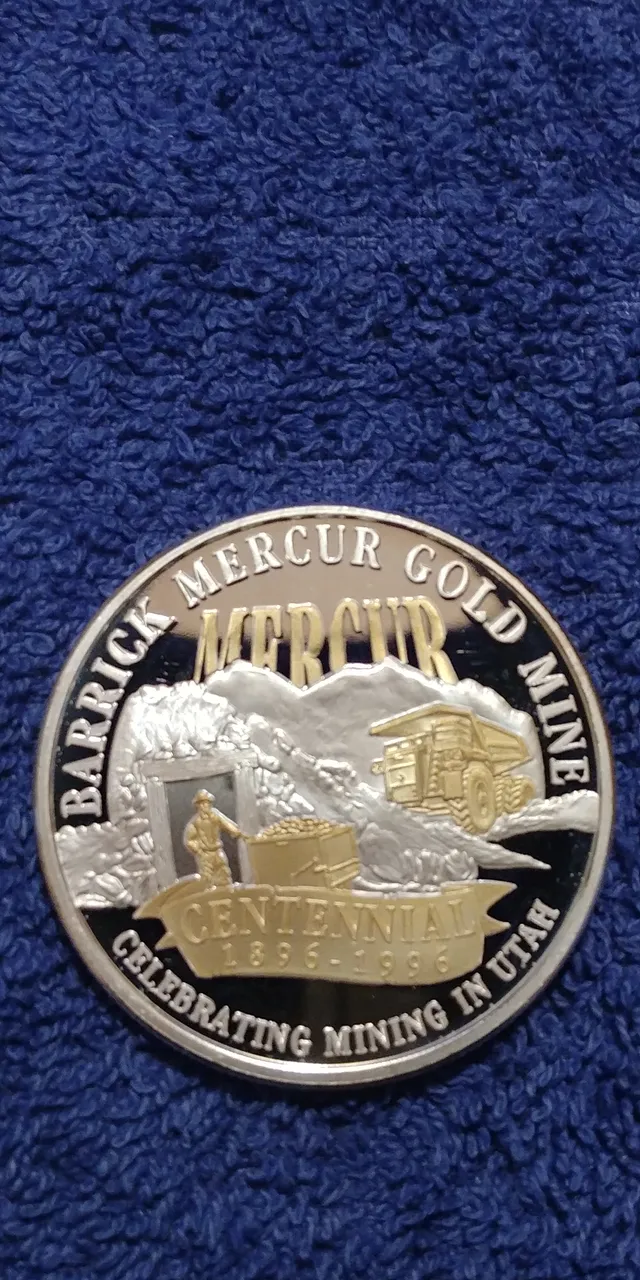 BARRICK MERCUR GOLD MINE
MERCUR
CENTENNIAL
1896-1996
CELEBRATING MINING IN UTAH